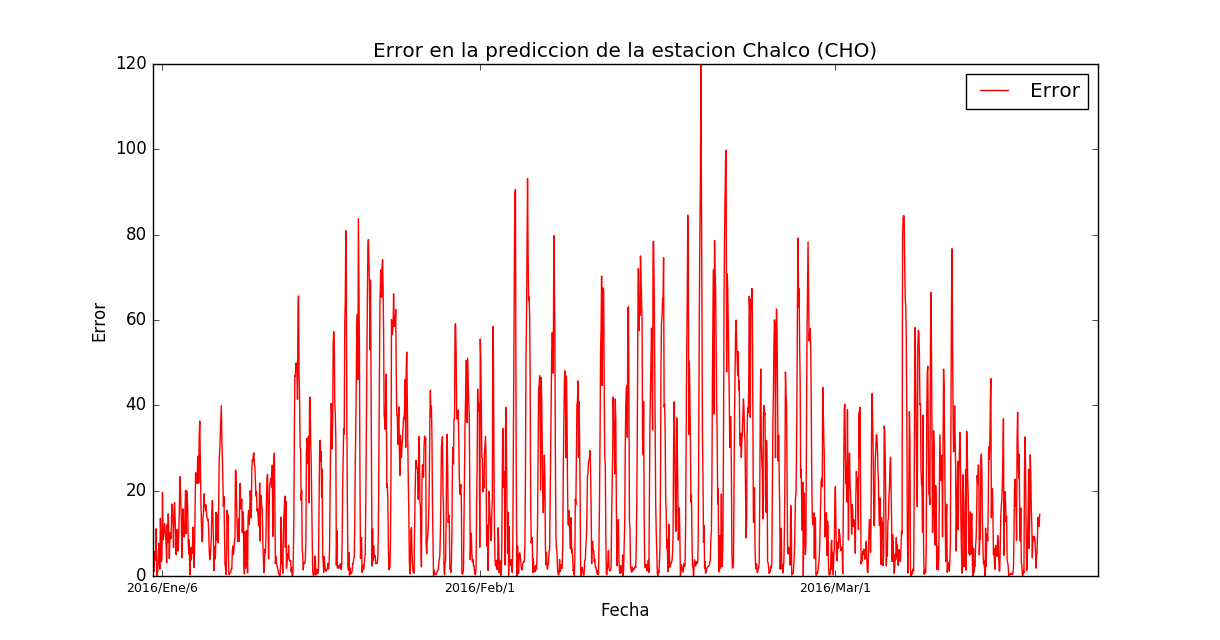 Error en la prediccion de la estacion Chalco (CHO)
Error
120
100
80
60
40
20
0
Error
2016/Ene/6
2016/Feb/1
2016/Mar/1
Fecha